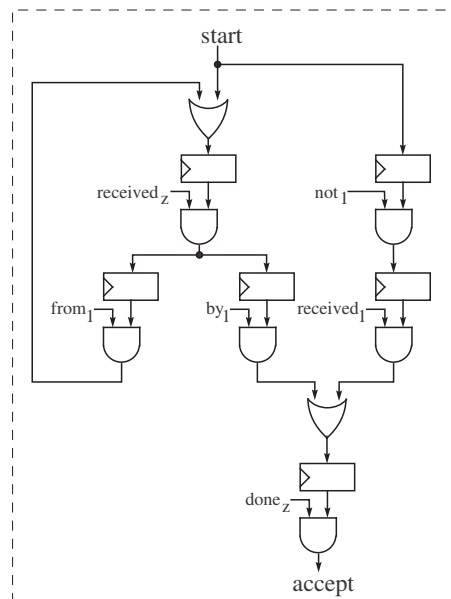 start
received_z
not_1
from_1
by_1
received_1
done_z
accept